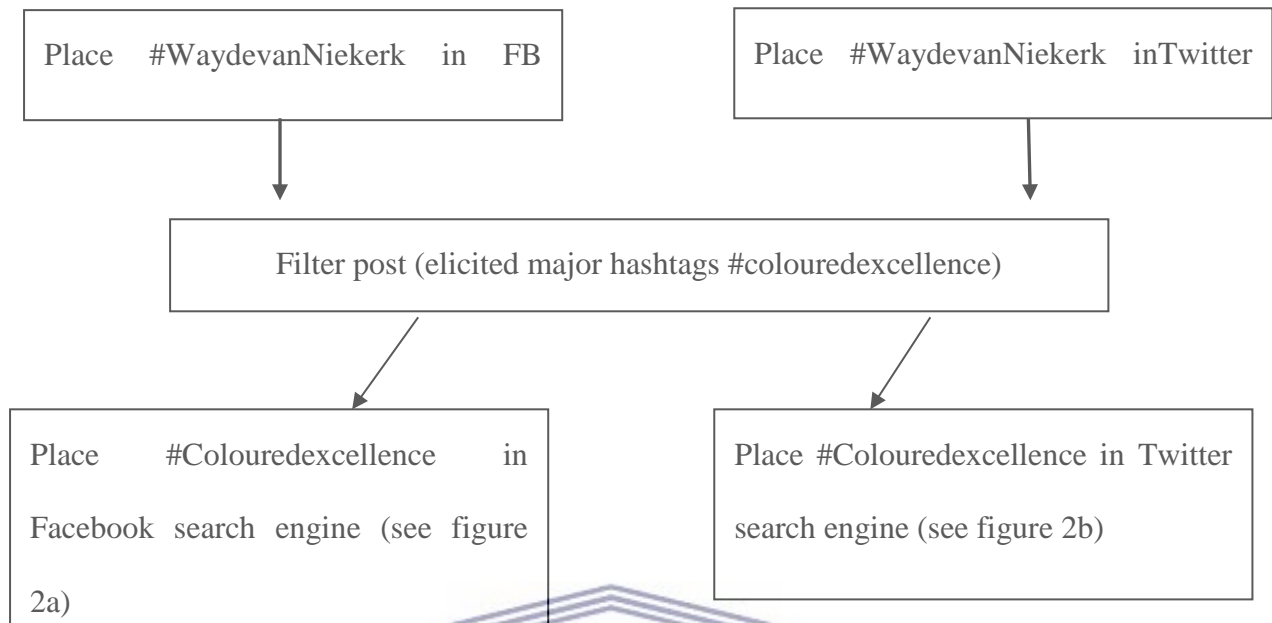 Place #WaydevanNiekerk in FB
Place #WaydevanNiekerk inTwitter
Filter post (elicited major hashtags #colouredexcellence)
Place #Colouredexcellence in
Facebook search engine (see figure
2a)
Place #Colouredexcellence in Twitter
search engine (see figure 2b)